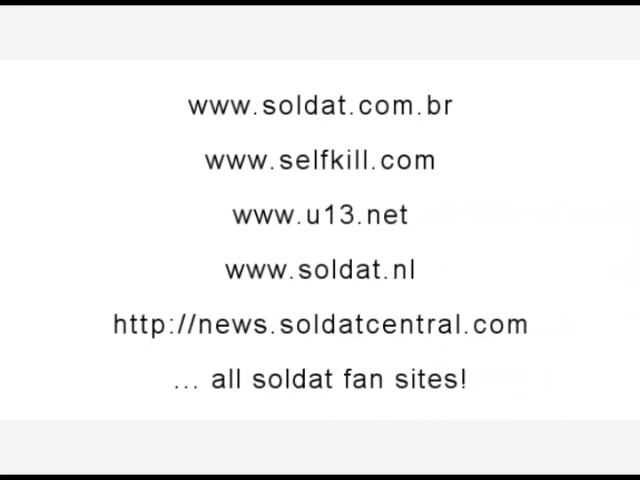 www.soldat.com.br
www.selfkill.com
www.u13.net
www.soldat.nl
http://news.soldatcentral.com
... all soldat fan sites!